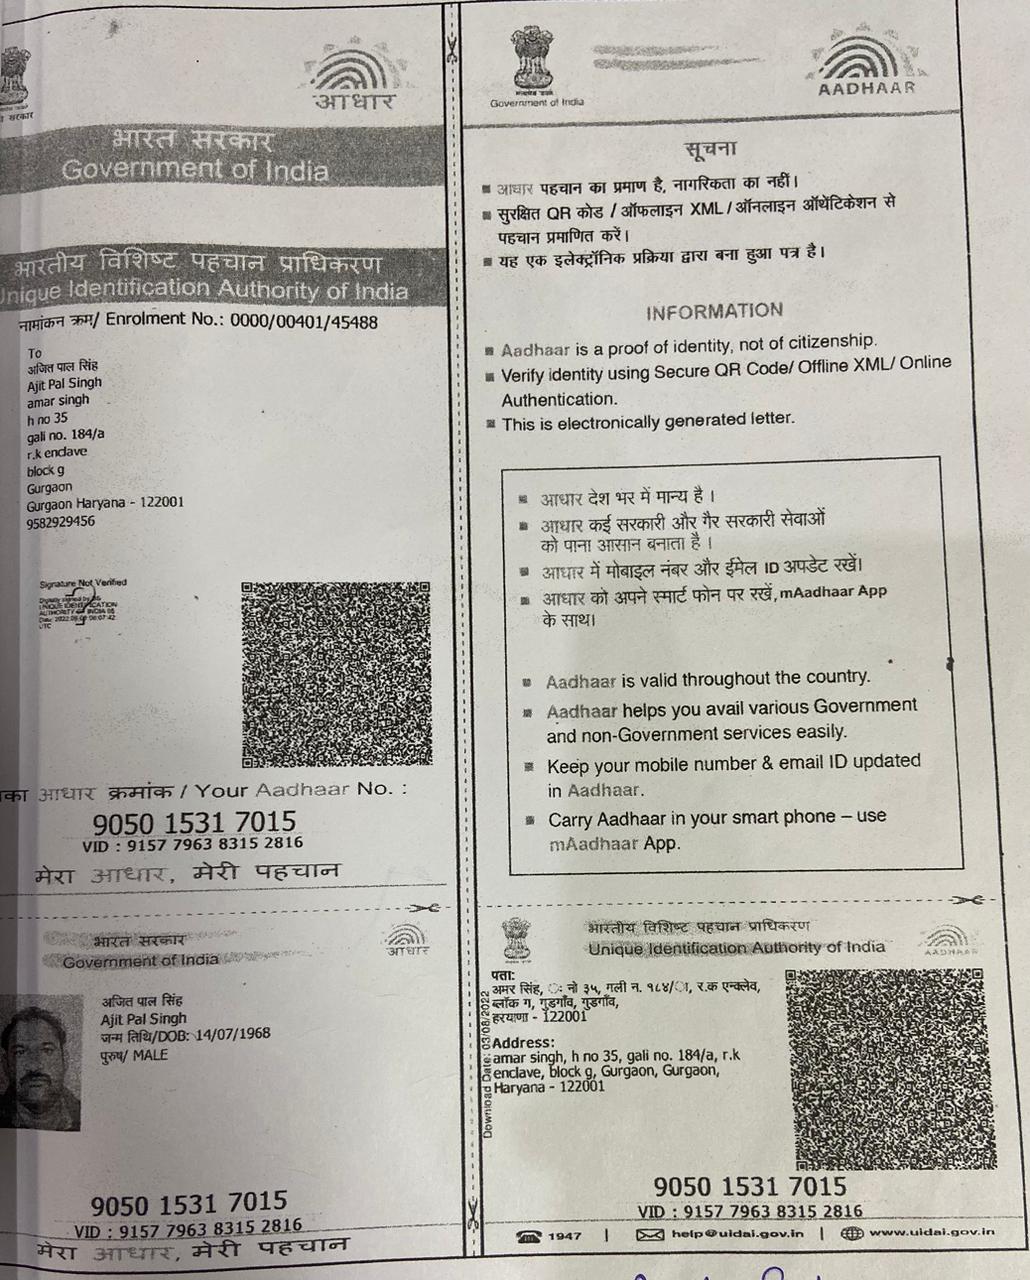 सरकार
आधार
भारत सरकार
Government of India
भारतीय विशिष्ट पहचान प्राधिकरण
Unique Identification Authority of India
नामांकन क्रम/ Enrolment No.: 0000/00401/45488
To
अजित पाल सिंह
Ajit Pal Singh
amar singh
h no 35
gali no. 184/a
r.k enclave
block g
Gurgaon
Gurgaon Haryana - 122001
9582929456
Signature Not Verified
Digitally signed by DS
UNIQUE IDENTIFICATION
AUTHORITY OF INDIA 05
UTC
का आधार क्रमांक / Your Aadhaar No. :
9050 1531 7015
VID : 9157 7963 8315 2816
मेरा आधार, मेरी पहचान
भारत सरकार
Government of India
आधार
अजित पाल सिंह
Ajit Pal Singh
जन्म तिथि/DOB: 14/07/1968
पुरुष/ MALE
9050 1531 7015
VID : 9157 7963 8315 2816
मेरा आधार, मेरी पहचान
Government of India
AADHAAR
सूचना
आधार पहचान का प्रमाण है, नागरिकता का नहीं।
सुरक्षित QR कोड / ऑफलाइन XML / ऑनलाइन ऑथेंटिकेशन से
पहचान प्रमाणित करें।
यह एक इलेक्ट्रॉनिक प्रक्रिया द्वारा बना हुआ पत्र है।
INFORMATION
Aadhaar is a proof of identity, not of citizenship.
Verify identity using Secure QR Code/ Offline XML/ Online
Authentication.
This is electronically generated letter.
आधार देश भर में मान्य है ।
आधार कई सरकारी और गैर सरकारी सेवाओं
को पाना आसान बनाता है ।
आधार में मोबाइल नंबर और ईमेल ID अपडेट रखें।
आधार को अपने स्मार्ट फोन पर रखें, mAadhaar App
के साथ।
Aadhaar is valid throughout the country.
Aadhaar helps you avail various Government
and non-Government services easily.
Keep your mobile number & email ID updated
in Aadhaar.
Carry Aadhaar in your smart phone – use
mAadhaar App.
भारतीय विशिष्ट पहचान प्राधिकरण
Unique Identification Authority of India
AADHAAR
Download Date: 03/08/2022
पता:
अमर सिंह, ः नो ३५, गली न. १८४/ा, र.क एन्क्लेव,
ब्लॉक ग, गुडगाँव, गुडगाँव,
हरयाणा - 122001
Address:
amar singh, h no 35, gali no. 184/a, r.k
enclave, block g, Gurgaon, Gurgaon,
Haryana - 122001
9050 1531 7015
VID : 9157 7963 8315 2816
1947 | help@uidai.gov.in | www.uidai.gov.in